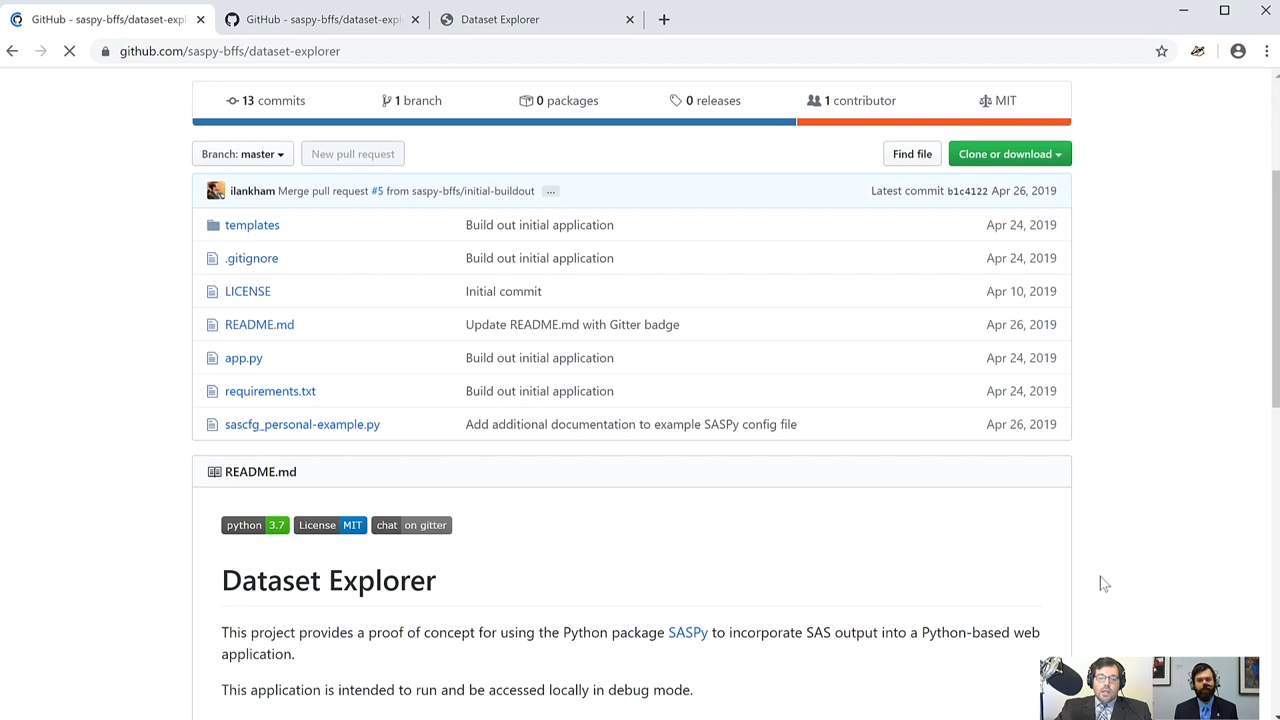 GitHub - saspy-bffs/dataset-expl
GitHub - saspy-bffs/dataset-explo
Dataset Explorer
github.com/saspy-bffs/dataset-explorer
13 commits
1 branch
0 packages
0 releases
1 contributor
MIT
Branch: master
New pull request
Find file
Clone or download
ilankham Merge pull request #5 from saspy-bffs/initial-buildout ...
Latest commit b1c4122 Apr 26, 2019
templates Build out initial application Apr 24, 2019
.gitignore Build out initial application Apr 24, 2019
LICENSE Initial commit Apr 10, 2019
README.md Update README.md with Gitter badge Apr 26, 2019
app.py Build out initial application Apr 24, 2019
requirements.txt Build out initial application Apr 24, 2019
sascfg_personal-example.py Add additional documentation to example SASPy config file Apr 26, 2019
README.md
python 3.7 License MIT chat on gitter
Dataset Explorer
This project provides a proof of concept for using the Python package SASPy to incorporate SAS output into a Python-based web
application.
This application is intended to run and be accessed locally in debug mode.